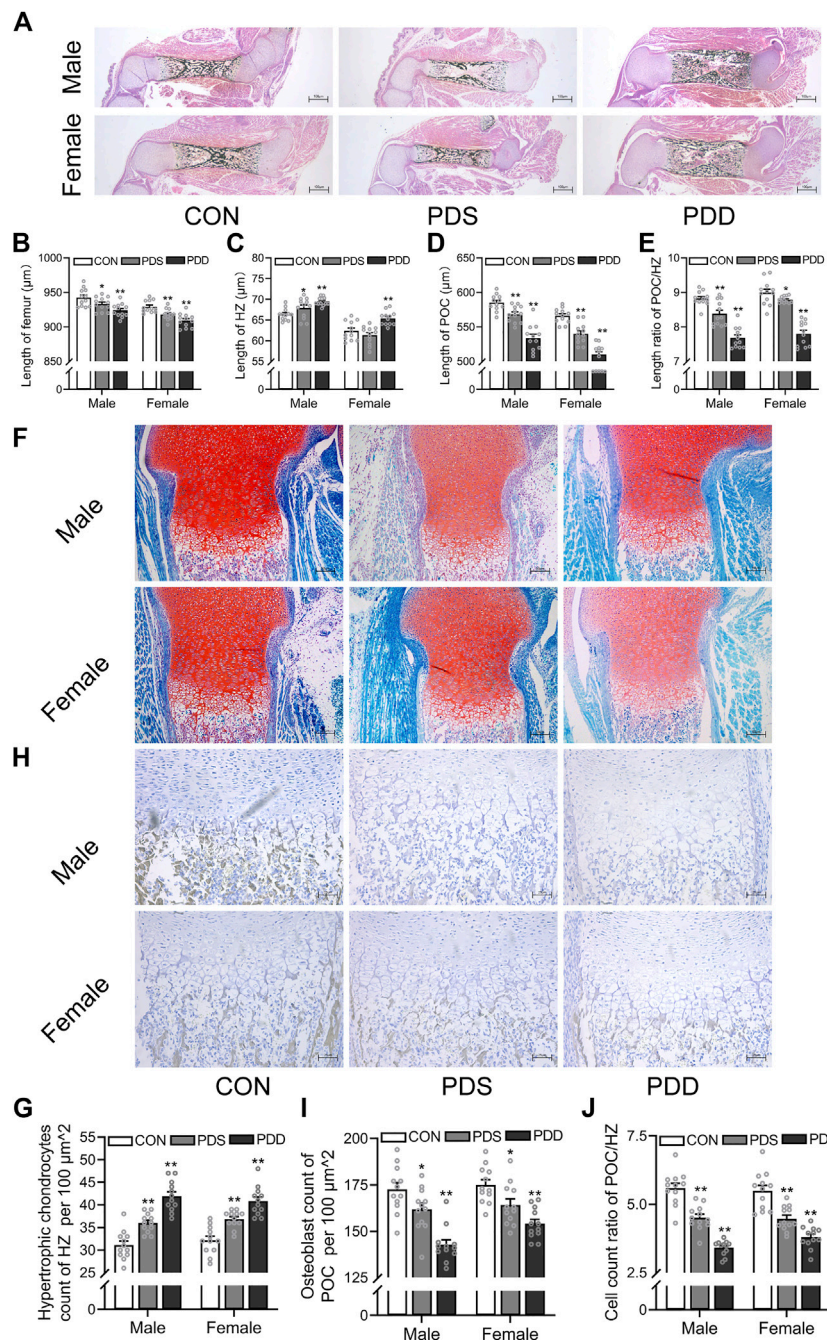 A
Male
Female
CON PDS PDD
B
CON PDS PDD
Length of femur (μm)
1000
950
900
850
0
* ** ** **
Male Female
C
CON PDS PDD
Length of HZ (μm)
80
75
70
65
60
55
0
* ** **
Male Female
D
CON PDS PDD
Length of POC (μm)
600
550
500
0
** ** ** **
Male Female
E
CON PDS PDD
Length ratio of POC/HZ
10
9
8
7
0
** ** * **
Male Female
F
Male
Female
H
Male
Female
CON PDS PDD
G
CON PDS PDD
Hypertrophic chondrocytes
count of HZ per 100 μm^2
55
50
45
40
35
30
25
0
** ** ** **
Male Female
I
CON PDS PDD
Osteoblast count of
POC per 100 μm^2
200
175
150
125
0
* ** * **
Male Female
J
CON PDS PD
Cell count ratio of POC/HZ
7.5
5.0
2.5
0
** ** ** **
Male Female